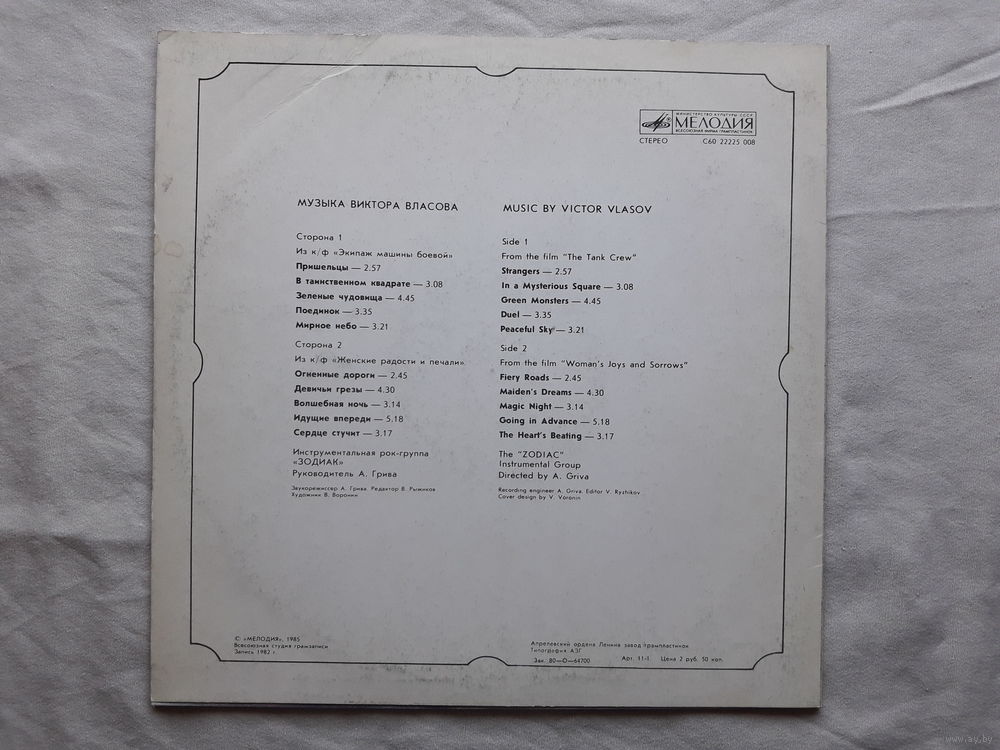 МИНИСТЕРСТВО КУЛЬТУРЫ СССР
МЕЛОДИЯ
ВСЕСОЮЗНАЯ ФИРМА ГРАМПЛАСТИНОК
СТЕРЕО С60 22225 008
МУЗЫКА ВИКТОРА ВЛАСОВА
Сторона 1
Из к/ф «Экипаж машины боевой»
Пришельцы — 2.57
В таинственном квадрате — 3.08
Зеленые чудовища — 4.45
Поединок — 3.35
Мирное небо — 3.21
Сторона 2
Из к/ф «Женские радости и печали»
Огненные дороги — 2.45
Девичьи грезы — 4.30
Волшебная ночь — 3.14
Идущие впереди — 5.18
Сердце стучит — 3.17
Инструментальная рок-группа
«ЗОДИАК»
Руководитель А. Грива
Звукорежиссер А. Грива. Редактор В. Рыжиков
Художник В. Воронин
MUSIC BY VICTOR VLASOV
Side 1
From the film "The Tank Crew"
Strangers — 2.57
In a Mysterious Square — 3.08
Green Monsters — 4.45
Duel — 3.35
Peaceful Sky — 3.21
Side 2
From the film "Woman's Joys and Sorrows"
Fiery Roads — 2.45
Maiden's Dreams — 4.30
Magic Night — 3.14
Going in Advance — 5.18
The Heart's Beating — 3.17
The "ZODIAC"
Instrumental Group
Directed by A. Griva
Recording engineer A. Griva. Editor V. Ryzhikov
Cover design by V. Voronin
© «МЕЛОДИЯ», 1985
Всесоюзная студия грамзаписи
Запись 1982 г.
Апрелевский ордена Ленина завод грампластинок
Типография АЗГ
Зак. 80—О—64700 Арт. 11-1. Цена 2 руб. 50 коп.
www.ay.by